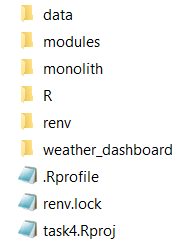 data
modules
monolith
R
renv
weather_dashboard
.Rprofile
renv.lock
task4.Rproj